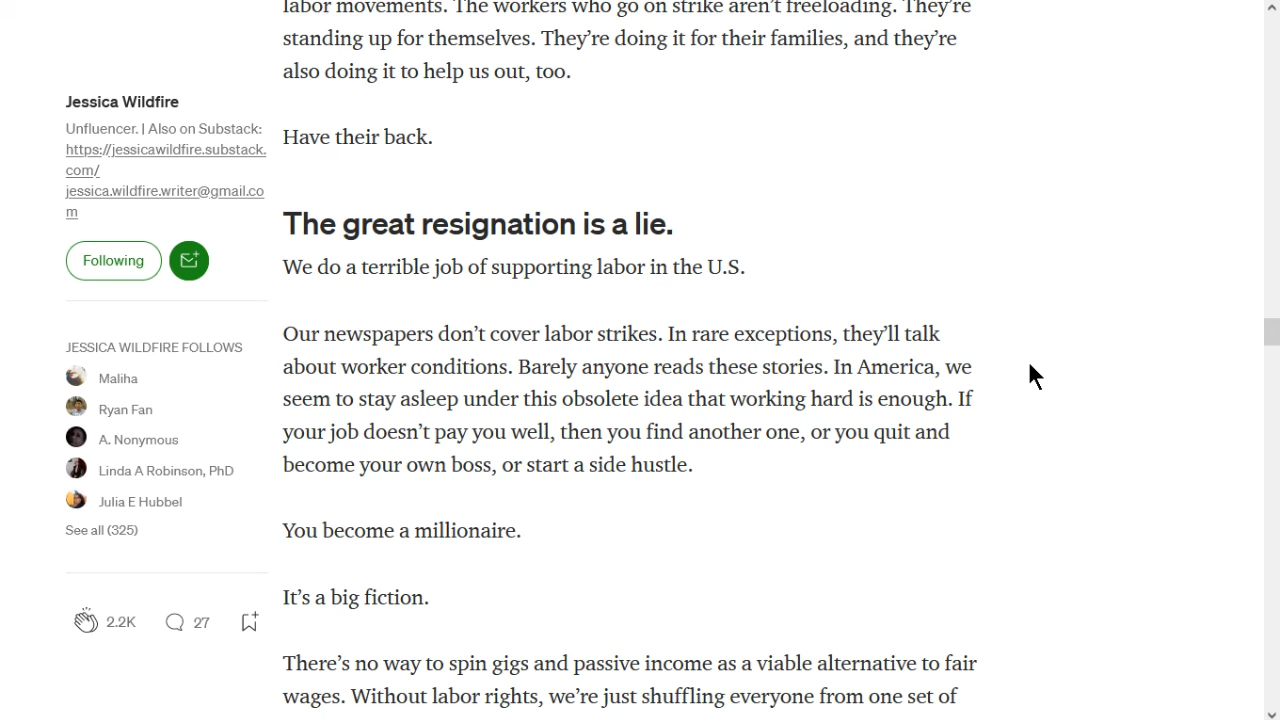 labor movements. The workers who go on strike aren’t freeloading. They’re
standing up for themselves. They’re doing it for their families, and they’re
also doing it to help us out, too.
Have their back.
The great resignation is a lie.
We do a terrible job of supporting labor in the U.S.
Our newspapers don’t cover labor strikes. In rare exceptions, they’ll talk
about worker conditions. Barely anyone reads these stories. In America, we
seem to stay asleep under this obsolete idea that working hard is enough. If
your job doesn’t pay you well, then you find another one, or you quit and
become your own boss, or start a side hustle.
You become a millionaire.
It’s a big fiction.
There’s no way to spin gigs and passive income as a viable alternative to fair
wages. Without labor rights, we’re just shuffling everyone from one set of
Jessica Wildfire
Unfluencer. | Also on Substack:
https://jessicawildfire.substack.
com/
jessica.wildfire.writer@gmail.co
m
Following
JESSICA WILDFIRE FOLLOWS
Maliha
Ryan Fan
A. Nonymous
Linda A Robinson, PhD
Julia E Hubbel
See all (325)
2.2K 27